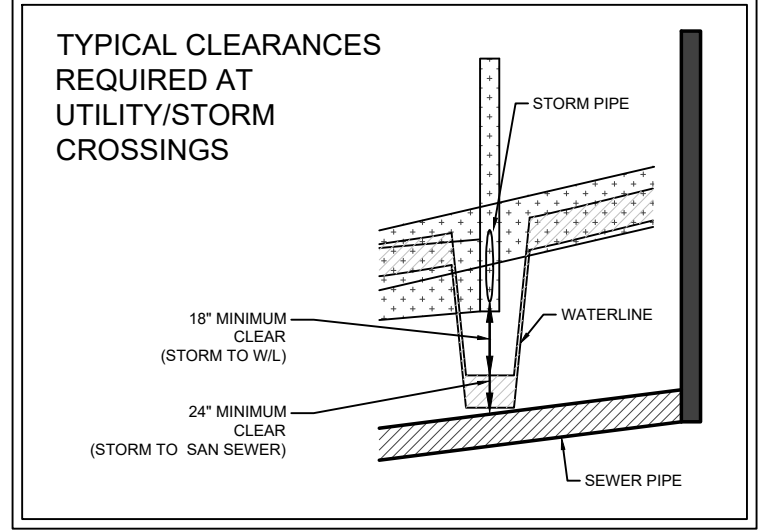 TYPICAL CLEARANCES
REQUIRED AT
UTILITY/STORM
CROSSINGS
STORM PIPE
18" MINIMUM
CLEAR
(STORM TO W/L)
WATERLINE
24" MINIMUM
CLEAR
(STORM TO SAN SEWER)
SEWER PIPE